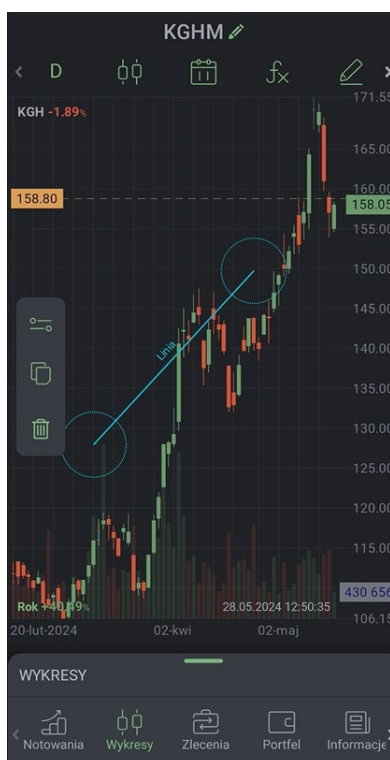 KGHM
D
fx
KGH -1.89%
171.55
165.00
160.00
158.80
158.05
155.00
150.00
145.00
Linia
140.00
135.00
130.00
125.00
120.00
115.00
430 656
Rok +40.49%
28.05.2024 12:50:35
106.15
20-lut-2024 02-kwi 02-maj
WYKRESY
Notowania Wykresy Zlecenia Portfel Informacje